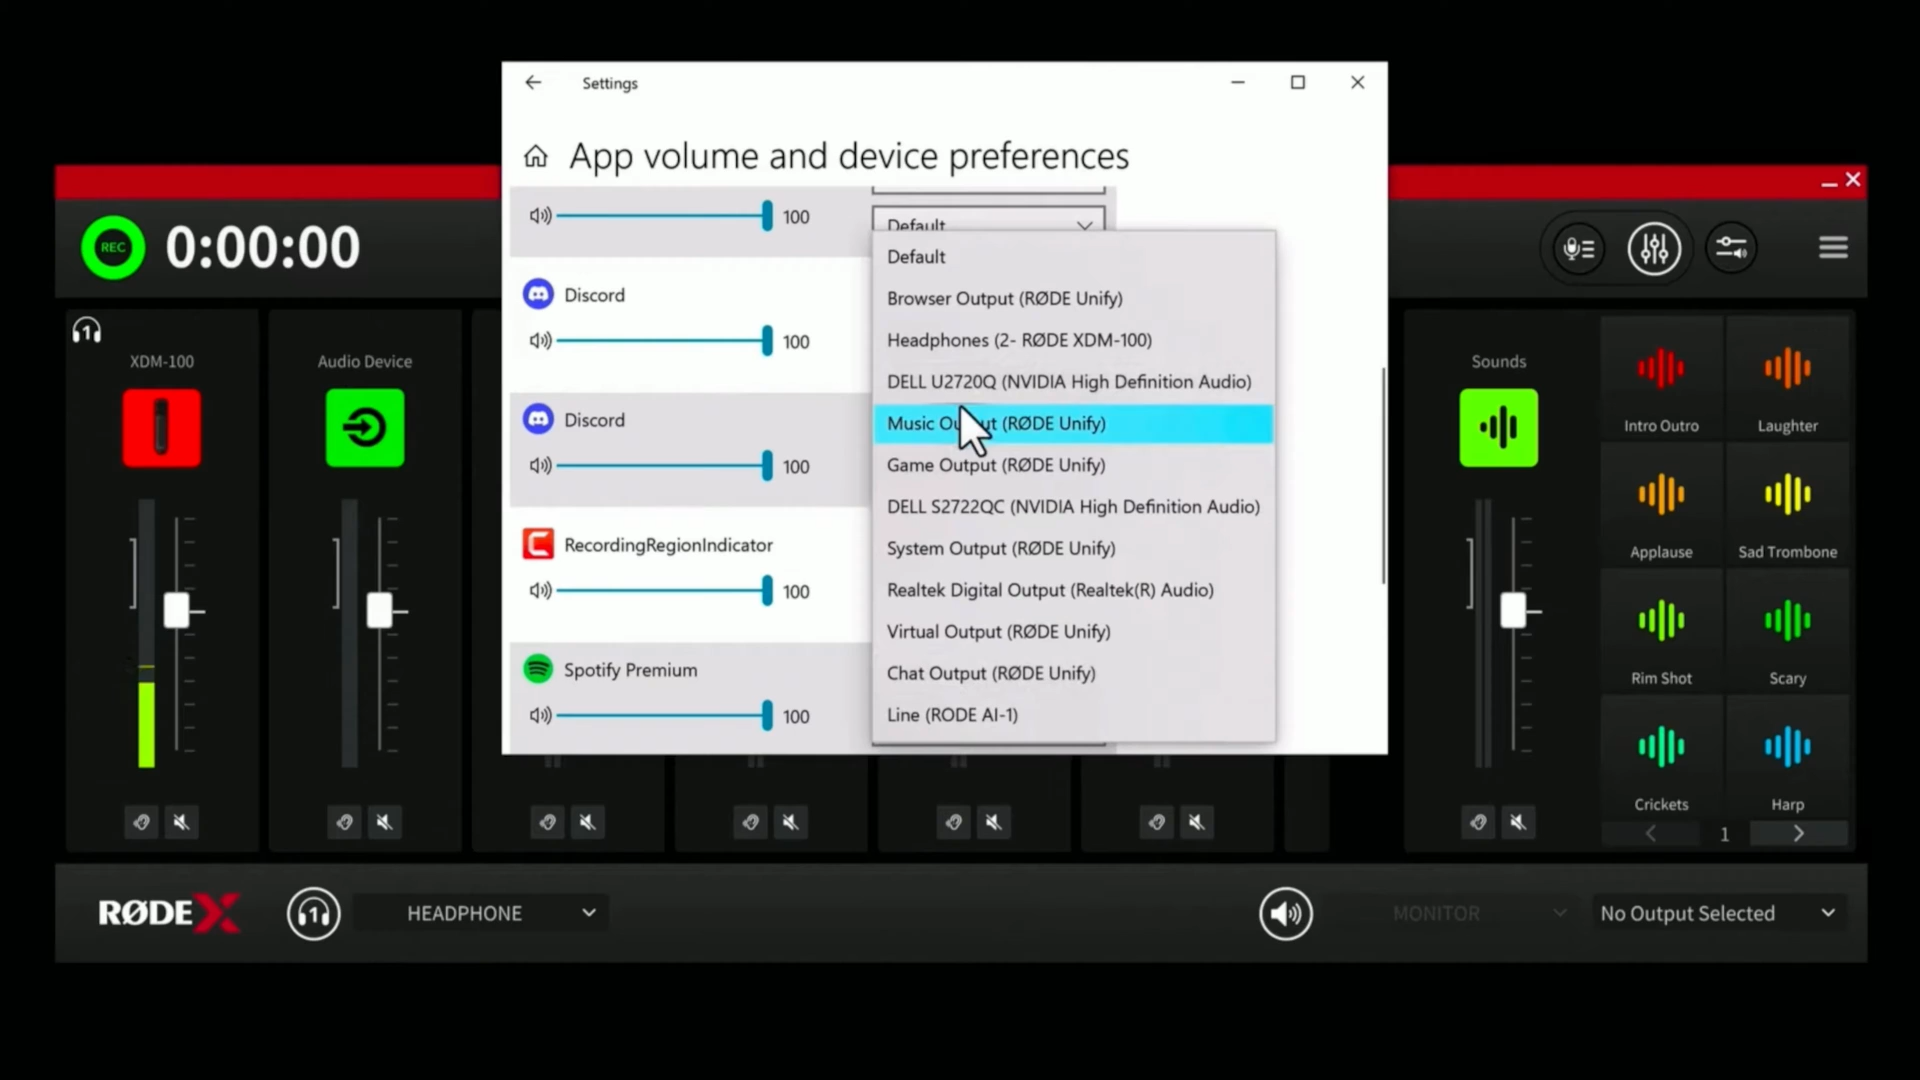 Settings
App volume and device preferences
100
Default
Discord
100
Discord
100
RecordingRegionIndicator
100
Spotify Premium
100
Default
Browser Output (RØDE Unify)
Headphones (2- RØDE XDM-100)
DELL U2720Q (NVIDIA High Definition Audio)
Music Output (RØDE Unify)
Game Output (RØDE Unify)
DELL S2722QC (NVIDIA High Definition Audio)
System Output (RØDE Unify)
Realtek Digital Output (Realtek(R) Audio)
Virtual Output (RØDE Unify)
Chat Output (RØDE Unify)
Line (RODE AI-1)
REC
0:00:00
1
XDM-100
Audio Device
Sounds
Intro Outro
Laughter
Applause
Sad Trombone
Rim Shot
Scary
Crickets
Harp
1
RØDEX
1
HEADPHONE
MONITOR
No Output Selected